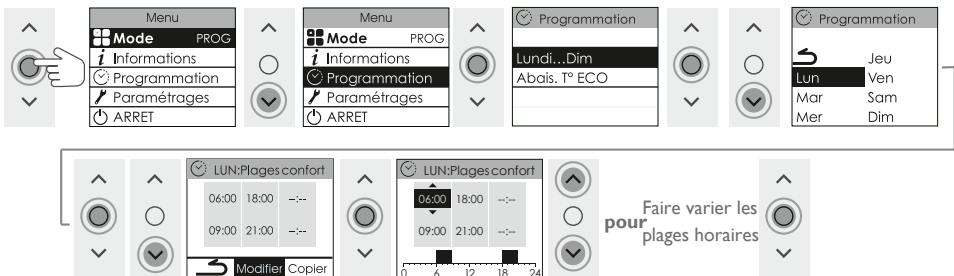 Menu
Mode PROG
i Informations
Programmation
Paramétrages
ARRET
Menu
Mode PROG
i Informations
Programmation
Paramétrages
ARRET
Programmation
Lundi...Dim
Abais. T° ECO
Programmation
Jeu
Lun Ven
Mar Sam
Mer Dim
LUN:Plages confort
06:00 18:00 --:--
09:00 21:00 --:--
Modifier Copier
LUN:Plages confort
06:00 18:00 --:--
09:00 21:00 --:--
0 6 12 18 24
pour Faire varier les
plages horaires